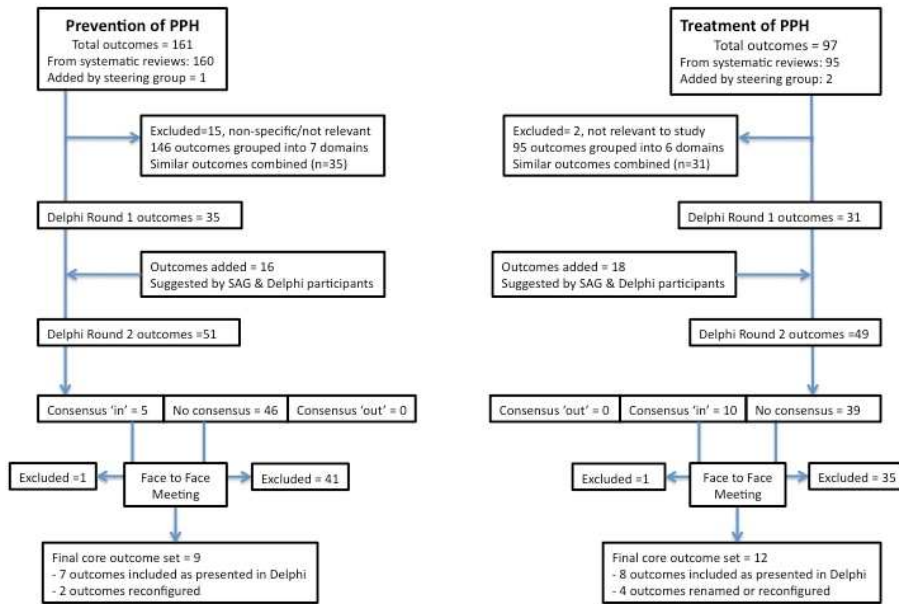 Prevention of PPH
Total outcomes = 161
From systematic reviews: 160
Added by steering group = 1
Excluded=15, non-specific/not relevant
146 outcomes grouped into 7 domains
Similar outcomes combined (n=35)
Delphi Round 1 outcomes = 35
Outcomes added = 16
Suggested by SAG & Delphi participants
Delphi Round 2 outcomes =51
Consensus 'in' = 5
No consensus = 46
Consensus 'out' = 0
Excluded =1
Face to Face
Meeting
Excluded = 41
Final core outcome set = 9
- 7 outcomes included as presented in Delphi
- 2 outcomes reconfigured
Treatment of PPH
Total outcomes = 97
From systematic reviews: 95
Added by steering group: 2
Excluded= 2, not relevant to study
95 outcomes grouped into 6 domains
Similar outcomes combined (n=31)
Delphi Round 1 outcomes = 31
Outcomes added = 18
Suggested by SAG & Delphi participants
Delphi Round 2 outcomes =49
Consensus 'out' = 0
Consensus 'in' = 10
No consensus = 39
Excluded =1
Face to Face
Meeting
Excluded = 35
Final core outcome set = 12
- 8 outcomes included as presented in Delphi
- 4 outcomes renamed or reconfigured